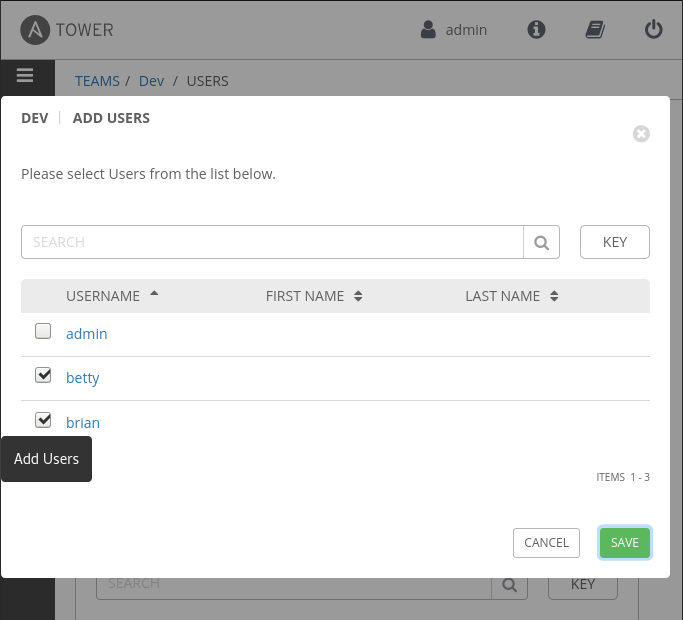 A TOWER admin
TEAMS / Dev / USERS
DEV | ADD USERS
Please select Users from the list below.
SEARCH KEY
USERNAME FIRST NAME LAST NAME
admin
betty
brian
Add Users
ITEMS 1 - 3
CANCEL SAVE
SEARCH KEY